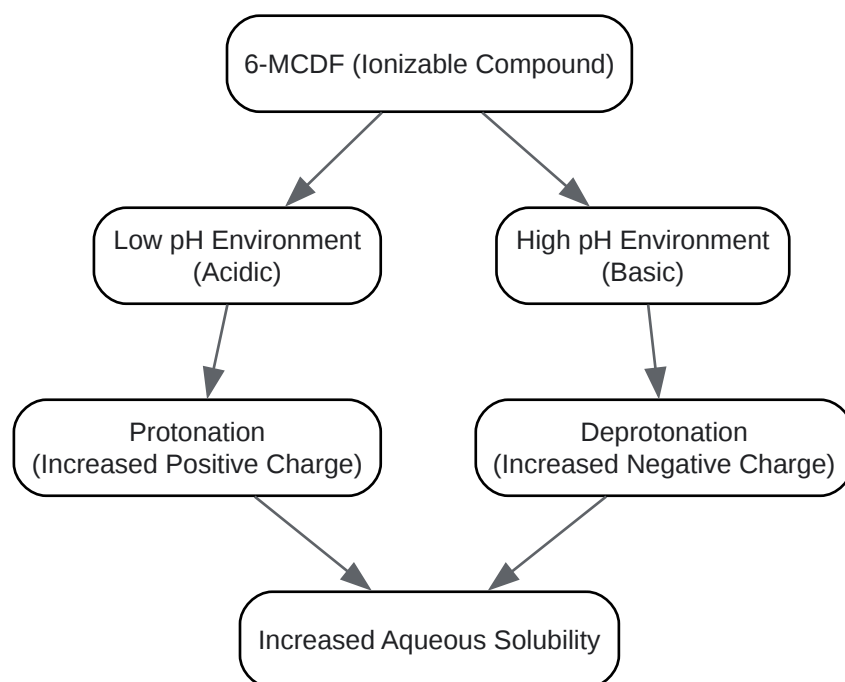 6-MCDF (Ionizable Compound)
Low pH Environment
(Acidic)
High pH Environment
(Basic)
Protonation
(Increased Positive Charge)
Deprotonation
(Increased Negative Charge)
Increased Aqueous Solubility